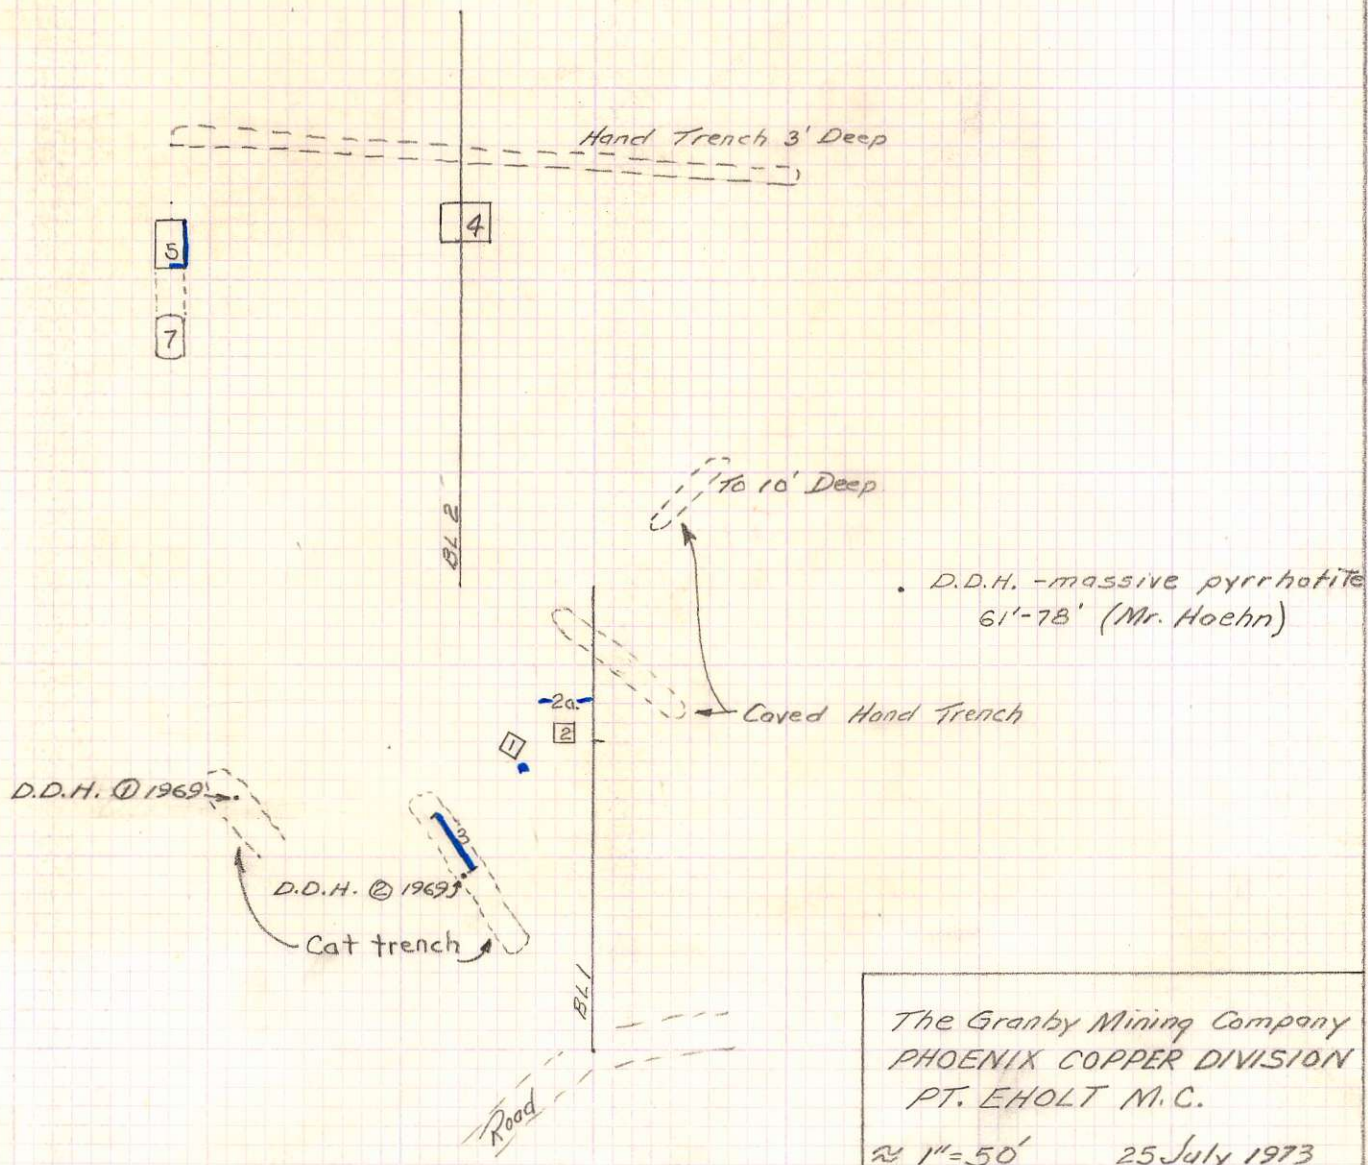 Hand Trench 3' Deep
4
5
7
To 10' Deep
BL 2
D.D.H. - massive pyrrhotite
61'-78' (Mr. Hoehn)
2a
Caved Hand Trench
2
1
D.D.H. ① 1969
3
D.D.H. ② 1969
Cat trench
BL 1
The Granby Mining Company
PHOENIX COPPER DIVISION
PT. EHOLT M.C.
≈ 1"=50' 25 July 1973
Road